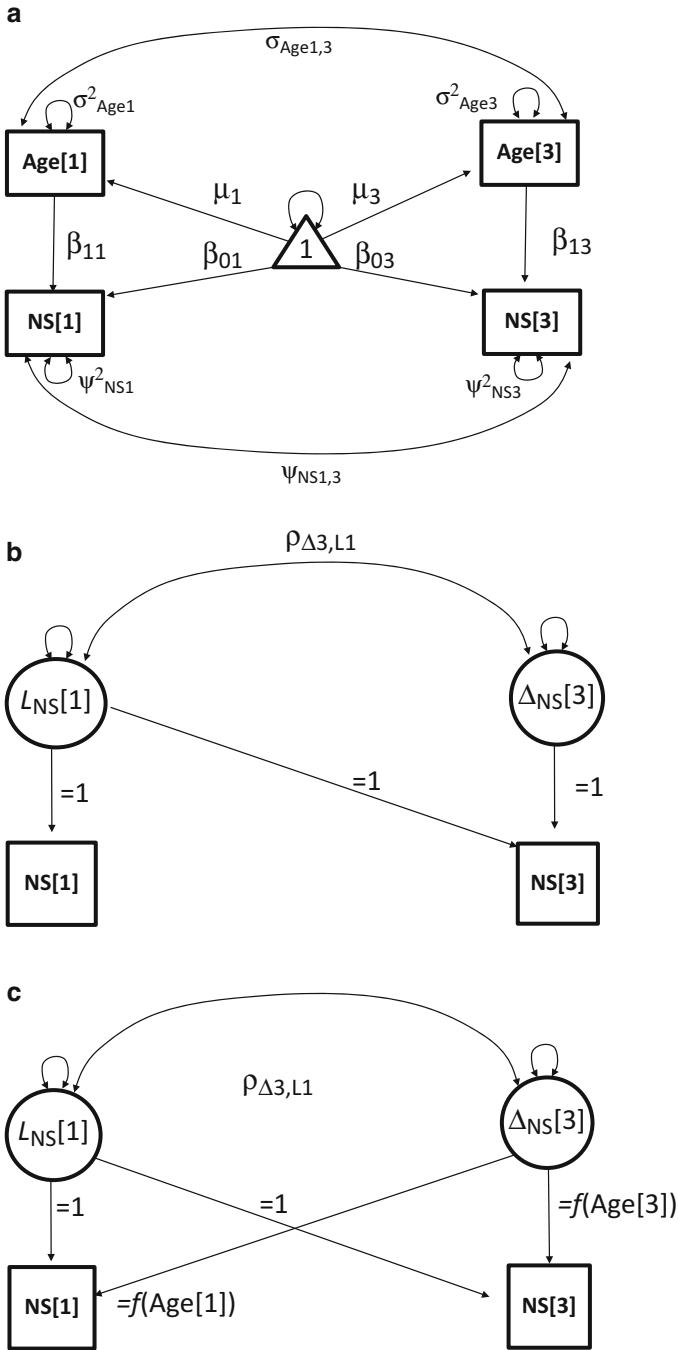 a
σAge1,3
σ²Age1
σ²Age3
Age[1]
Age[3]
μ1
μ3
β11
β01
1
β03
β13
NS[1]
NS[3]
ψ²NS1
ψ²NS3
ψNS1,3
b
ρΔ3,L1
LNS[1]
ΔNS[3]
=1
=1
=1
NS[1]
NS[3]
c
ρΔ3,L1
LNS[1]
ΔNS[3]
=1
=1
=f(Age[3])
NS[1]
=f(Age[1])
NS[3]